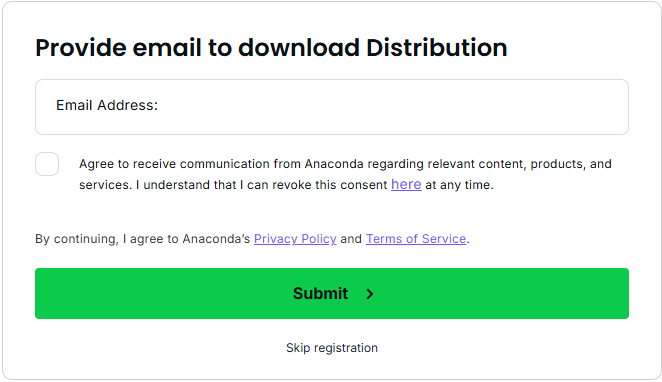 Provide email to download Distribution
Email Address:
Agree to receive communication from Anaconda regarding relevant content, products, and
services. I understand that I can revoke this consent here at any time.
By continuing, I agree to Anaconda’s Privacy Policy and Terms of Service.
Submit
Skip registration